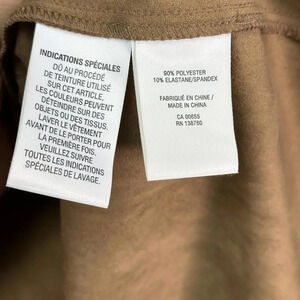 INDICATIONS SPÉCIALES
DÛ AU PROCÉDÉ
DE TEINTURE UTILISÉ
SUR CET ARTICLE,
LES COULEURS PEUVENT
DÉTEINDRE SUR DES
OBJETS OU DES TISSUS.
LAVER LE VÊTEMENT
AVANT DE LE PORTER POUR
LA PREMIÈRE FOIS.
VEUILLEZ SUIVRE
TOUTES LES INDICATIONS
SPÉCIALES DE LAVAGE.
90% POLYESTER
10% ELASTANE/SPANDEX
FABRIQUÉ EN CHINE /
MADE IN CHINA
CA 00655
RN 138760